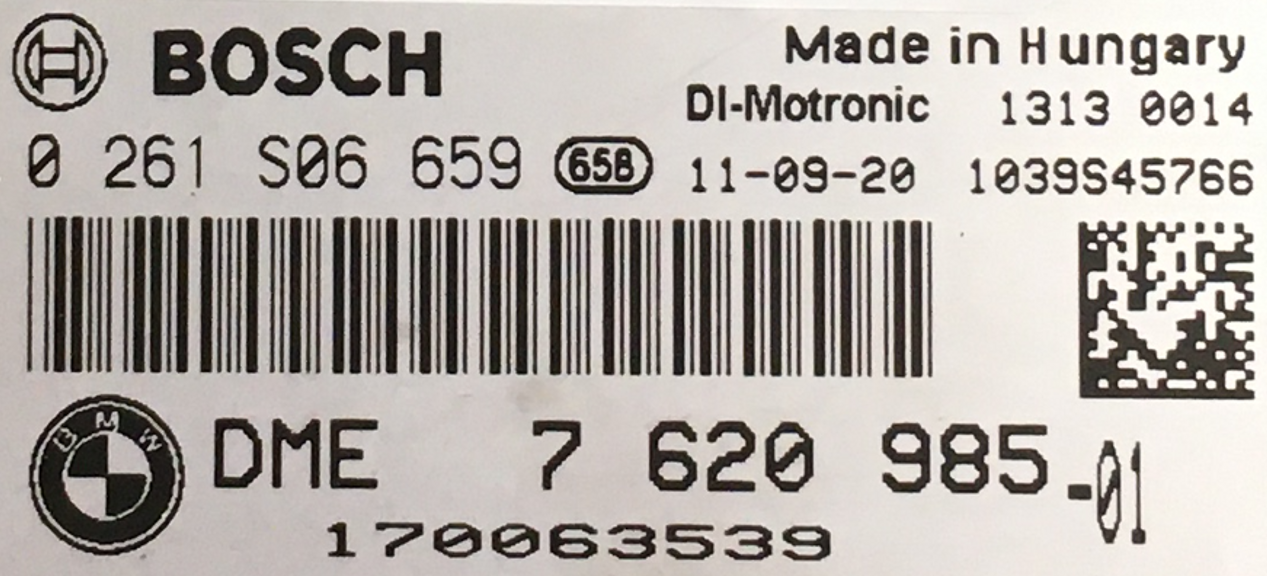 BOSCH
Made in Hungary
DI-Motronic 1313 0014
0 261 S06 659 658 11-09-20 1039S45766
BMW
DME 7 620 985-01
170063539